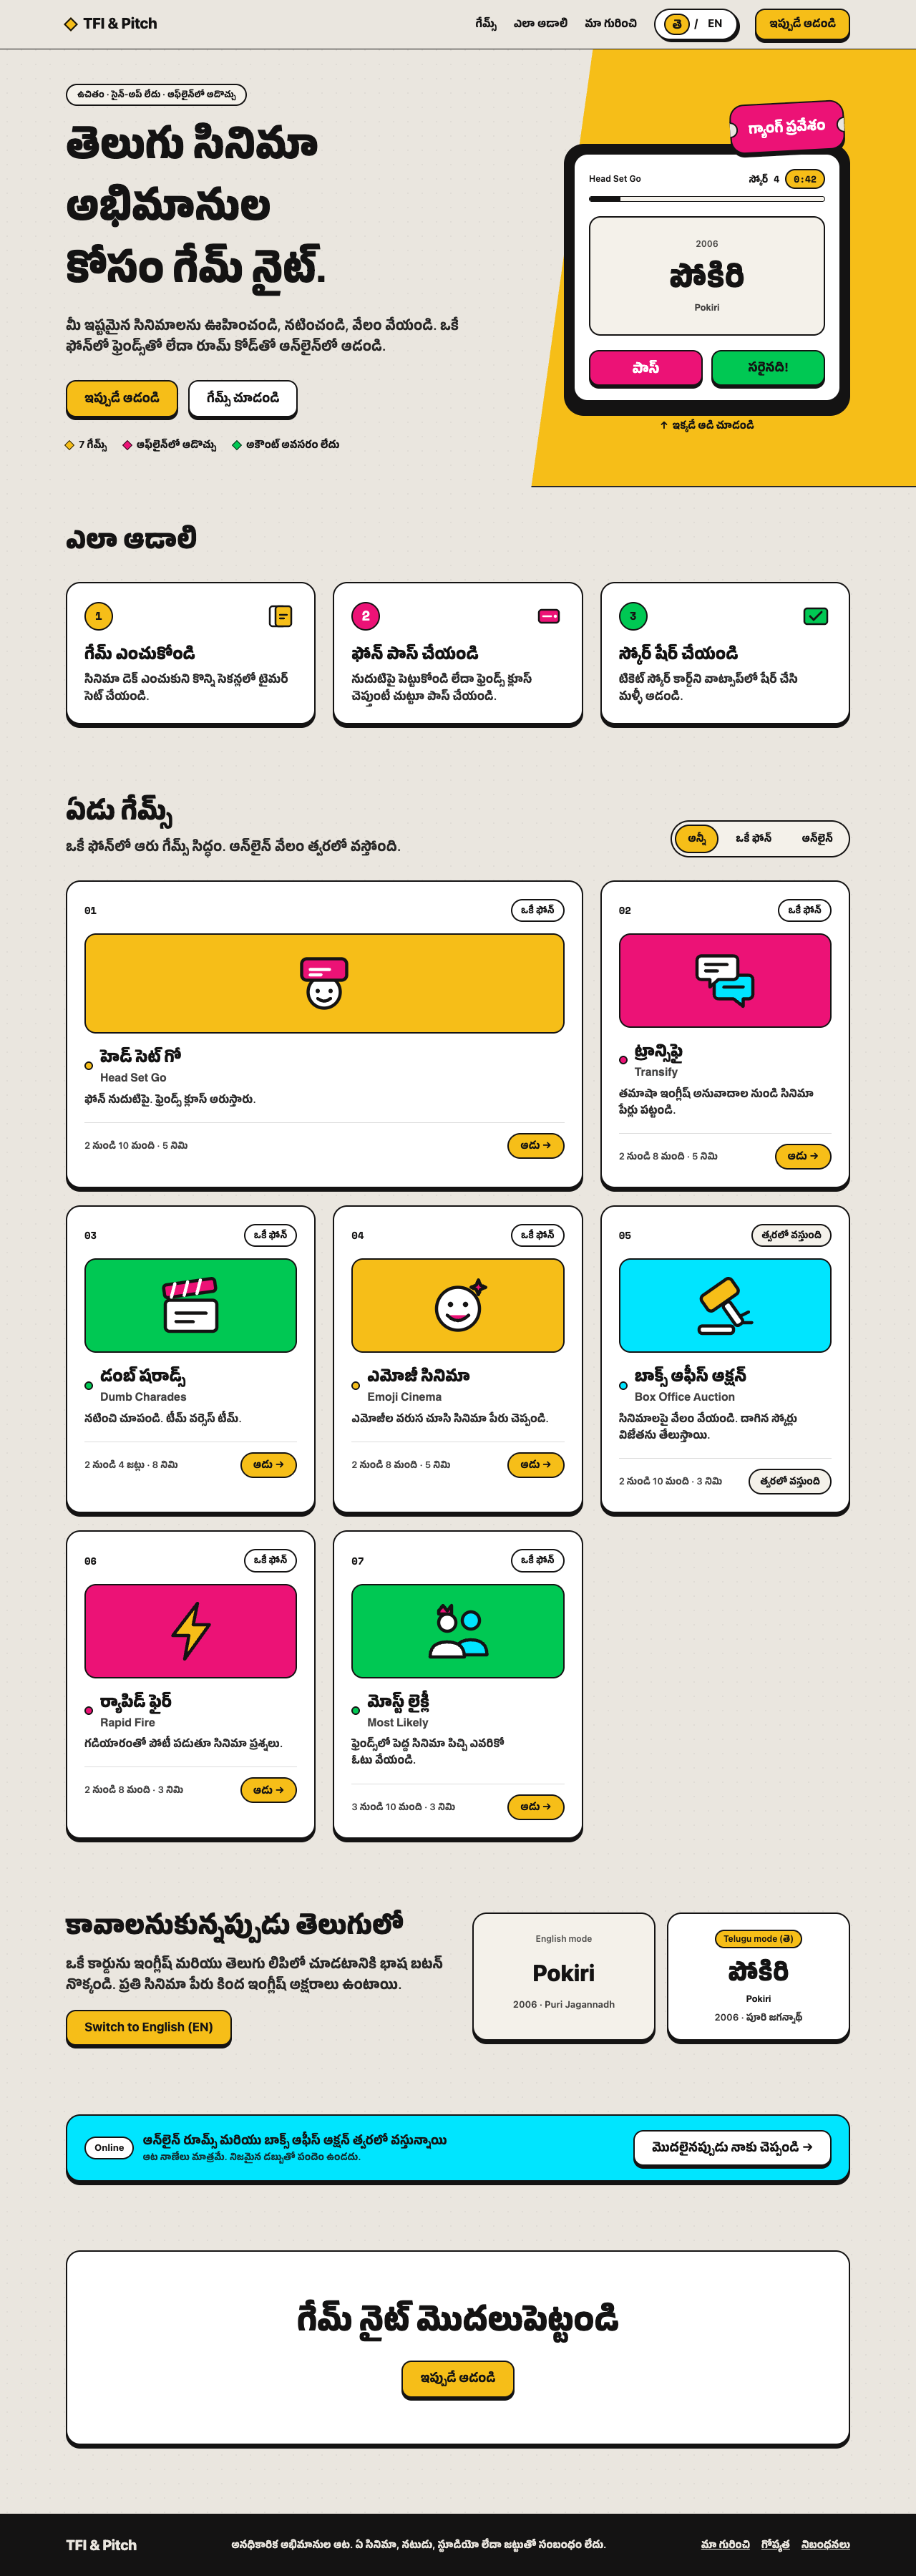 TFI & Pitch
గేమ్స్ ఎలా ఆడాలి మా గురించి తె / EN ఇప్పుడే ఆడండి
ఉచితం · సైన్-అప్ లేదు · ఆఫ్‌లైన్‌లో ఆడొచ్చు
తెలుగు సినిమా
అభిమానుల
కోసం గేమ్ నైట్.
మీ ఇష్టమైన సినిమాలను ఊహించండి, నటించండి, వేలం వేయండి. ఒకే
ఫోన్‌లో ఫ్రెండ్స్‌తో లేదా రూమ్ కోడ్‌తో ఆన్‌లైన్‌లో ఆడండి.
ఇప్పుడే ఆడండి గేమ్స్ చూడండి
7 గేమ్స్ ఆఫ్‌లైన్‌లో ఆడొచ్చు అకౌంట్ అవసరం లేదు
గ్యాంగ్ ప్రవేశం
Head Set Go స్కోర్ 4 0:42
2006
పోకిరి
Pokiri
పాస్ సరైనది!
↑ ఇక్కడే ఆడి చూడండి
ఎలా ఆడాలి
1
గేమ్ ఎంచుకోండి
సినిమా డెక్ ఎంచుకుని కొన్ని సెకన్లలో టైమర్
సెట్ చేయండి.
2
ఫోన్ పాస్ చేయండి
నుదుటిపై పెట్టుకోండి లేదా ఫ్రెండ్స్ క్లూస్
చెప్తుంటే చుట్టూ పాస్ చేయండి.
3
స్కోర్ షేర్ చేయండి
టికెట్ స్కోర్ కార్డ్‌ని వాట్సాప్‌లో షేర్ చేసి
మళ్ళీ ఆడండి.
ఏడు గేమ్స్
ఒకే ఫోన్‌లో ఆరు గేమ్స్ సిద్ధం. ఆన్‌లైన్ వేలం త్వరలో వస్తోంది.
అన్నీ ఒకే ఫోన్ ఆన్‌లైన్
01 ఒకే ఫోన్
హెడ్ సెట్ గో
Head Set Go
ఫోన్ నుదుటిపై. ఫ్రెండ్స్ క్లూస్ అరుస్తారు.
2 నుండి 10 మంది · 5 నిమి ఆడు →
02 ఒకే ఫోన్
ట్రాన్సిఫై
Transify
తమాషా ఇంగ్లీష్ అనువాదాల నుండి సినిమా
పేర్లు పట్టండి.
2 నుండి 8 మంది · 5 నిమి ఆడు →
03 ఒకే ఫోన్
డంబ్ షరాడ్స్
Dumb Charades
నటించి చూపండి. టీమ్ వర్సెస్ టీమ్.
2 నుండి 4 జట్లు · 8 నిమి ఆడు →
04 ఒకే ఫోన్
ఎమోజీ సినిమా
Emoji Cinema
ఎమోజీల వరుస చూసి సినిమా పేరు చెప్పండి.
2 నుండి 8 మంది · 5 నిమి ఆడు →
05 త్వరలో వస్తుంది
బాక్స్ ఆఫీస్ ఆక్షన్
Box Office Auction
సినిమాలపై వేలం వేయండి. దాగిన స్కోర్లు
విజేతను తేలుస్తాయి.
2 నుండి 10 మంది · 3 నిమి త్వరలో వస్తుంది
06 ఒకే ఫోన్
ర్యాపిడ్ ఫైర్
Rapid Fire
గడియారంతో పోటీ పడుతూ సినిమా ప్రశ్నలు.
2 నుండి 8 మంది · 3 నిమి ఆడు →
07 ఒకే ఫోన్
మోస్ట్ లైక్లీ
Most Likely
ఫ్రెండ్స్‌లో పెద్ద సినిమా పిచ్చి ఎవరికో
ఓటు వేయండి.
3 నుండి 10 మంది · 3 నిమి ఆడు →
కావాలనుకున్నప్పుడు తెలుగులో
ఒకే కార్డును ఇంగ్లీష్ మరియు తెలుగు లిపిలో చూడటానికి భాష బటన్
నొక్కండి. ప్రతి సినిమా పేరు కింద ఇంగ్లీష్ అక్షరాలు ఉంటాయి.
Switch to English (EN)
English mode
Pokiri
2006 · Puri Jagannadh
Telugu mode (తె)
పోకిరి
Pokiri
2006 · పూరి జగన్నాథ్
Online
ఆన్‌లైన్ రూమ్స్ మరియు బాక్స్ ఆఫీస్ ఆక్షన్ త్వరలో వస్తున్నాయి
ఆట నాణేలు మాత్రమే. నిజమైన డబ్బుతో పందెం ఉండదు.
మొదలైనప్పుడు నాకు చెప్పండి →
గేమ్ నైట్ మొదలుపెట్టండి
ఇప్పుడే ఆడండి
TFI & Pitch
అనధికారిక అభిమానుల ఆట. ఏ సినిమా, నటుడు, స్టూడియో లేదా జట్టుతో సంబంధం లేదు.
మా గురించి గోప్యత నిబంధనలు